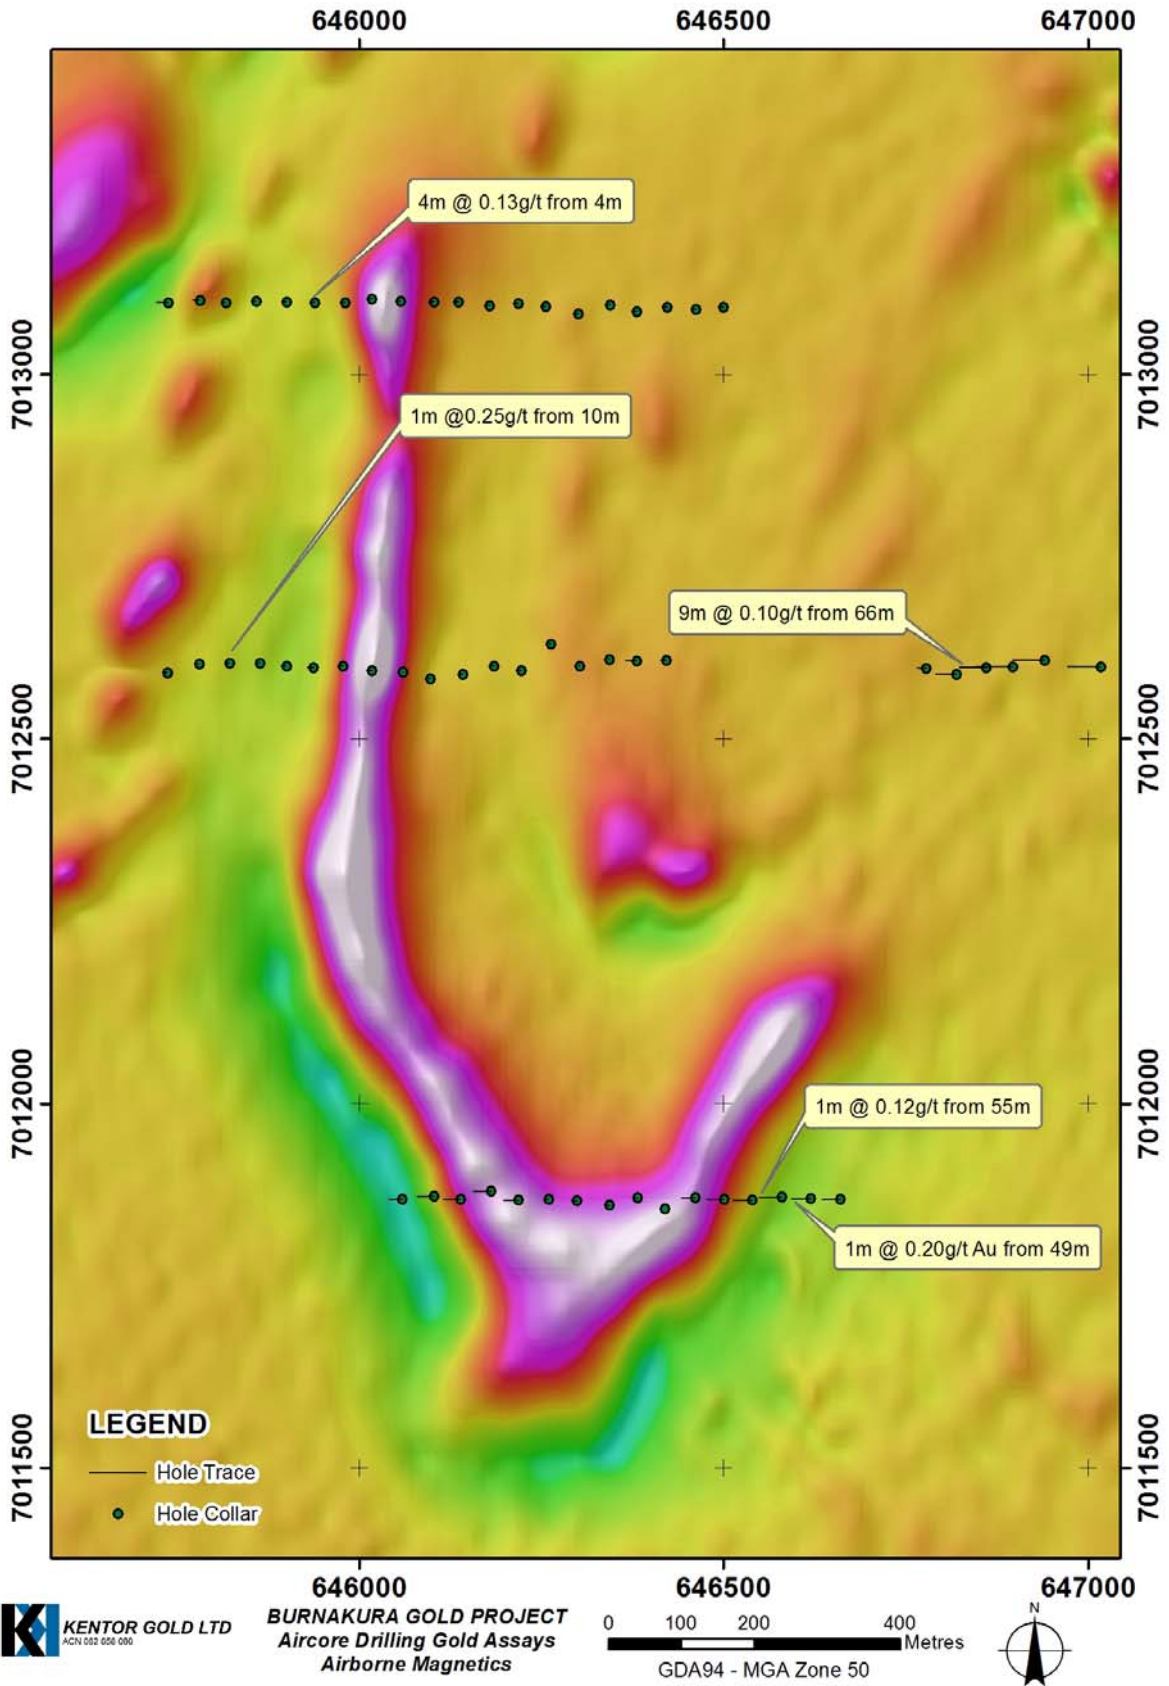 646000 646500 647000
4m @ 0.13g/t from 4m
7013000 7013000
1m @0.25g/t from 10m
9m @ 0.10g/t from 66m
7012500 7012500
7012000 7012000
1m @ 0.12g/t from 55m
1m @ 0.20g/t Au from 49m
LEGEND
Hole Trace
Hole Collar
7011500 7011500
646000 646500 647000
KENTOR GOLD LTD
ACN
BURNAKURA GOLD PROJECT
Aircore Drilling Gold Assays
Airborne Magnetics
0 100 200 400
Metres
GDA94 - MGA Zone 50
N